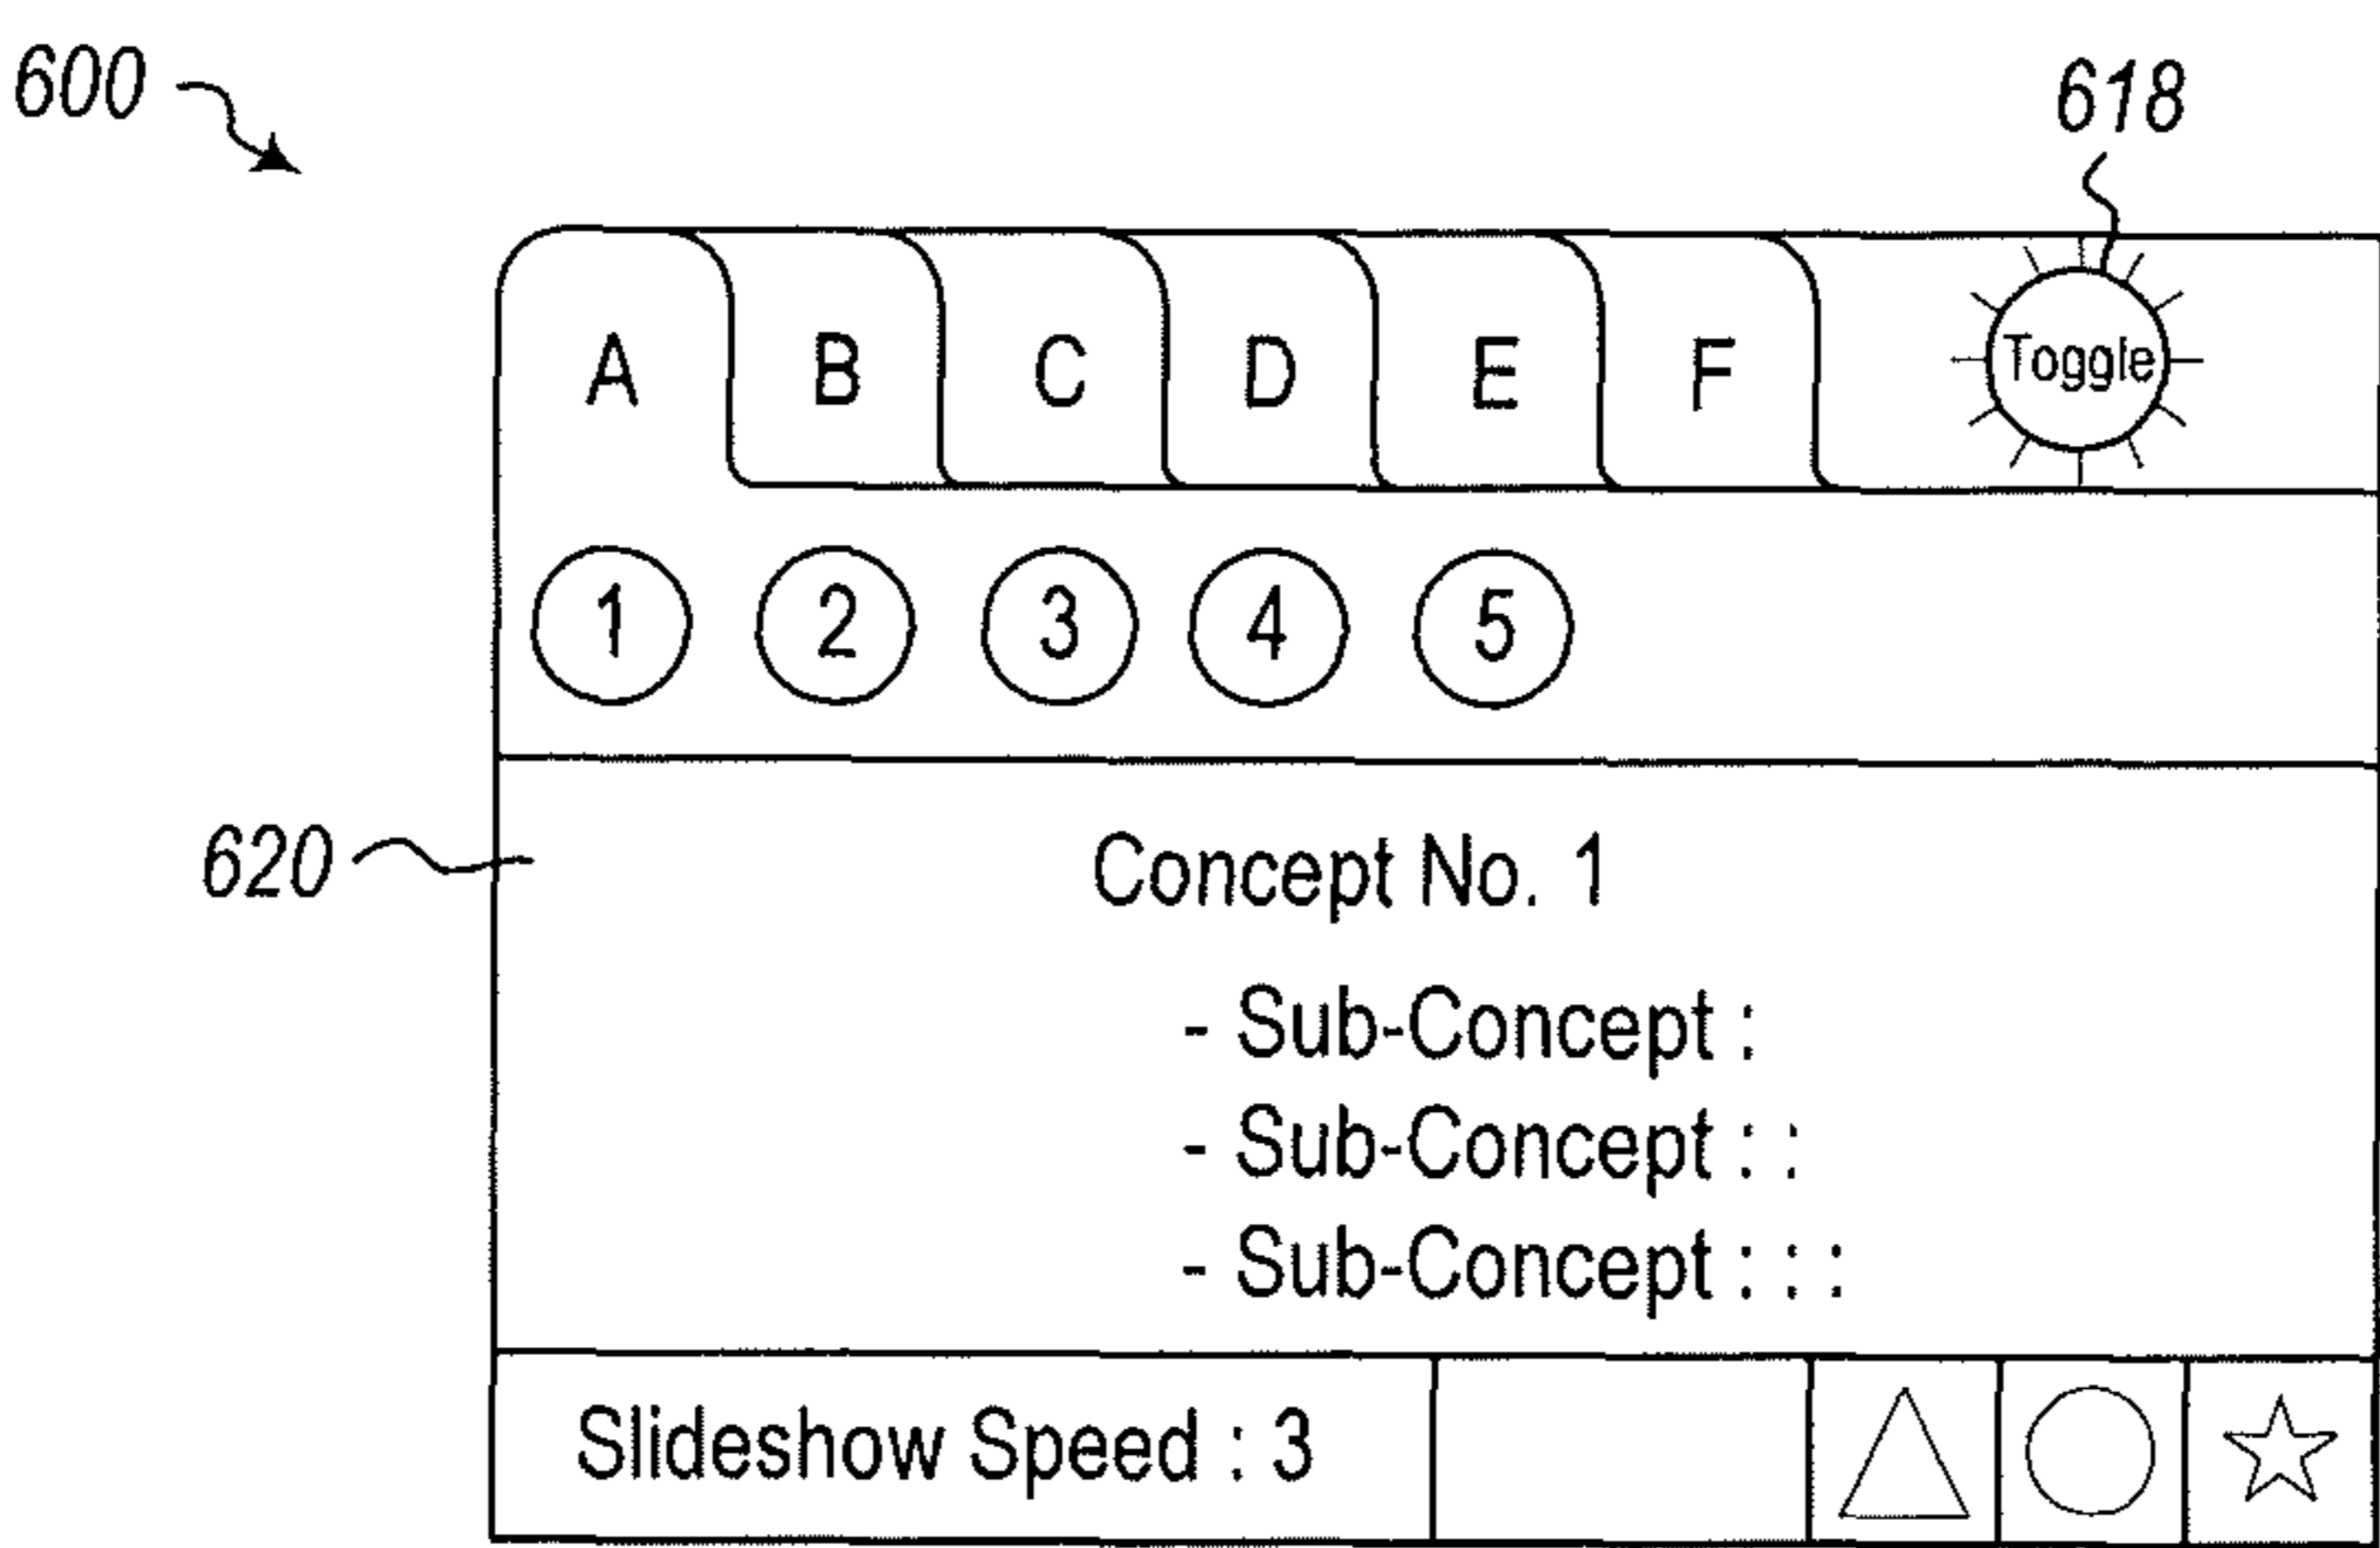 600
618
A B C D E F Toggle
1 2 3 4 5
620
Concept No. 1
- Sub-Concept :
- Sub-Concept : :
- Sub-Concept : : :
Slideshow Speed : 3